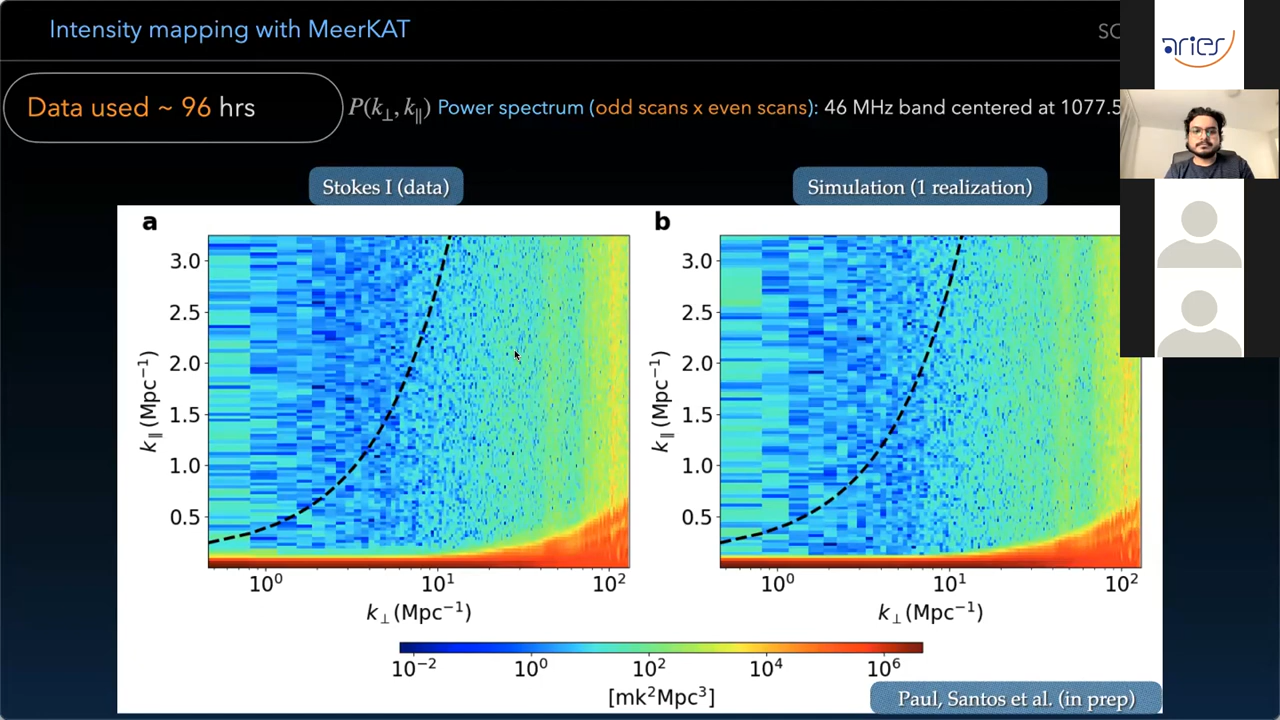 Intensity mapping with MeerKAT
SC
aries
Data used ~ 96 hrs
P(k⊥, k∥) Power spectrum (odd scans x even scans): 46 MHz band centered at 1077.5
Stokes I (data)
Simulation (1 realization)
a
b
3.0
2.5
2.0
1.5
1.0
0.5
k∥ (Mpc⁻¹)
10⁰
10¹
10²
k⊥ (Mpc⁻¹)
3.0
2.5
2.0
1.5
1.0
0.5
k∥ (Mpc⁻¹)
10⁰
10¹
10²
k⊥ (Mpc⁻¹)
10⁻²
10⁰
10²
10⁴
10⁶
[mk²Mpc³]
Paul, Santos et al. (in prep)